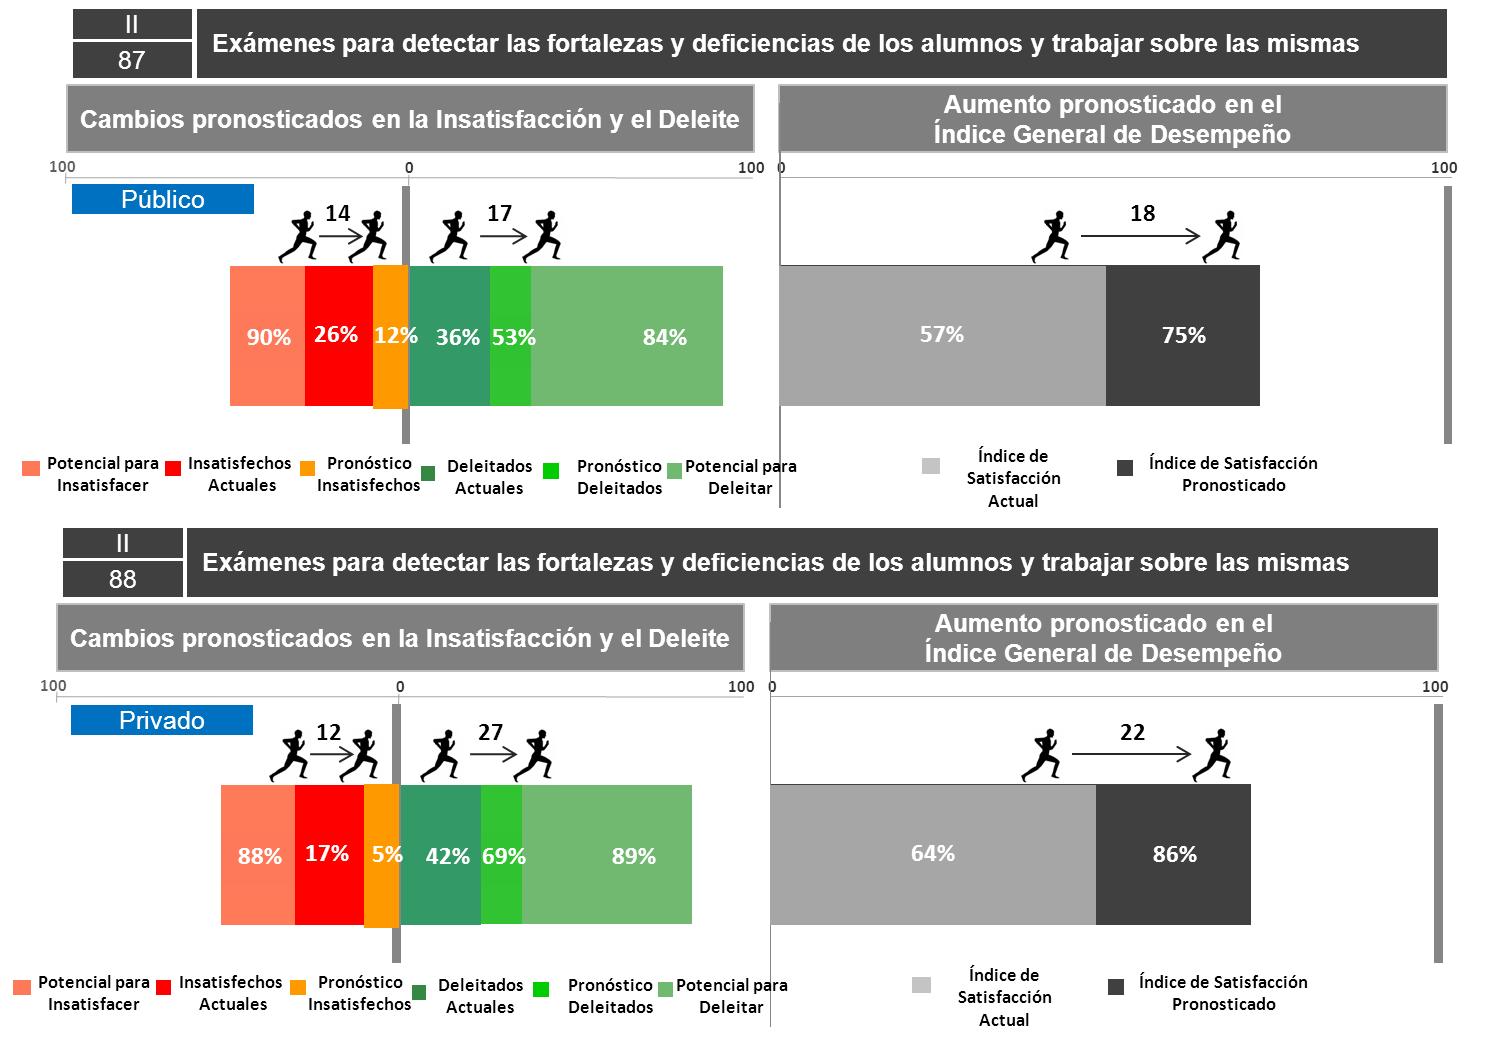 II
87
Exámenes para detectar las fortalezas y deficiencias de los alumnos y trabajar sobre las mismas
Cambios pronosticados en la Insatisfacción y el Deleite
Aumento pronosticado en el
Índice General de Desempeño
100
0
100
0
100
Público
14
17
18
90%
26%
12%
36%
53%
84%
57%
75%
Potencial para
Insatisfacer
Insatisfechos
Actuales
Pronóstico
Insatisfechos
Deleitados
Actuales
Pronóstico
Deleitados
Potencial para
Deleitar
Índice de
Satisfacción
Actual
Índice de Satisfacción
Pronosticado
II
88
Exámenes para detectar las fortalezas y deficiencias de los alumnos y trabajar sobre las mismas
Cambios pronosticados en la Insatisfacción y el Deleite
Aumento pronosticado en el
Índice General de Desempeño
100
0
100
0
100
Privado
12
27
22
88%
17%
5%
42%
69%
89%
64%
86%
Potencial para
Insatisfacer
Insatisfechos
Actuales
Pronóstico
Insatisfechos
Deleitados
Actuales
Pronóstico
Deleitados
Potencial para
Deleitar
Índice de
Satisfacción
Actual
Índice de Satisfacción
Pronosticado